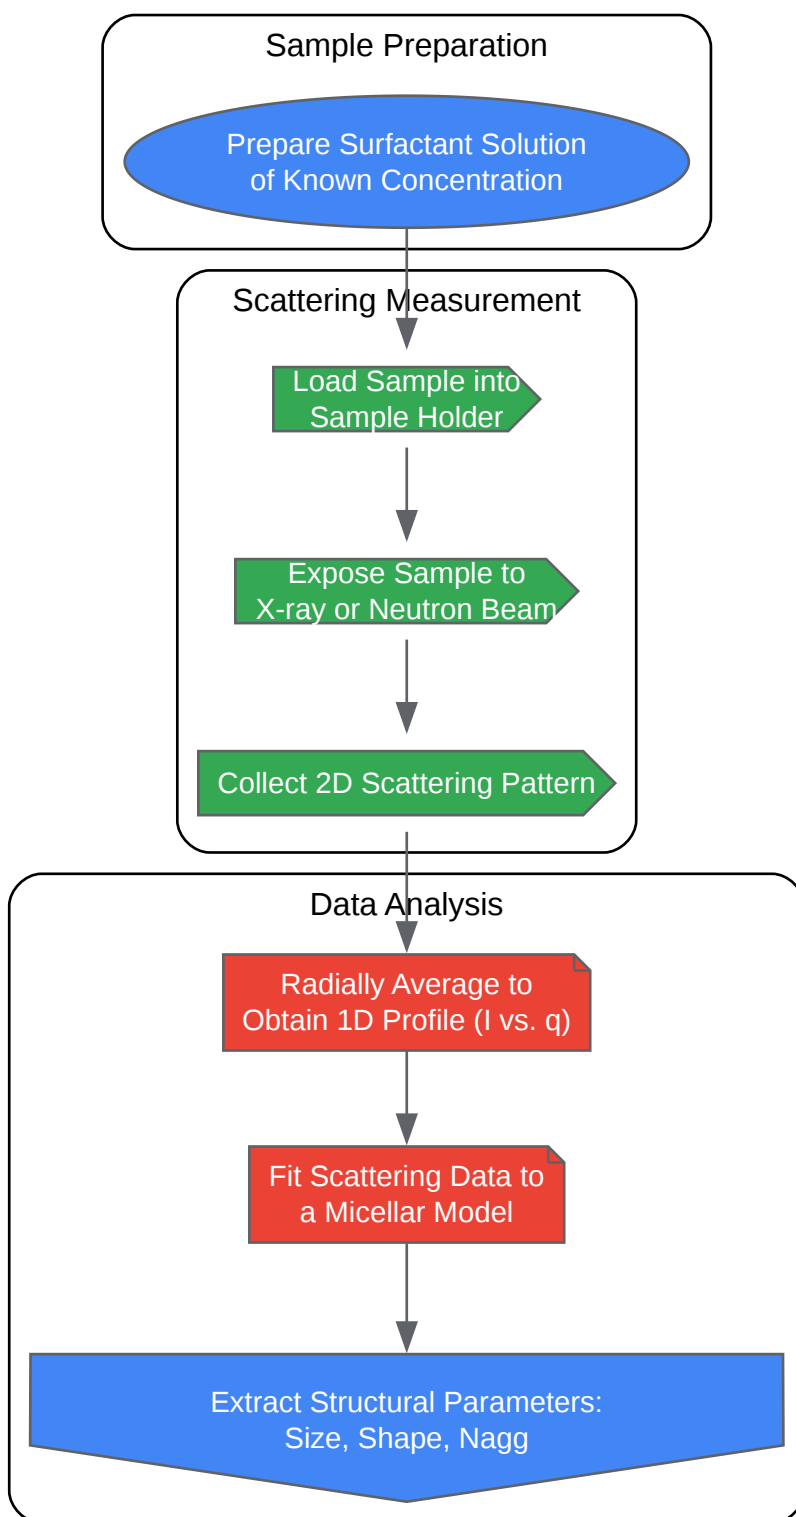 Sample Preparation
Prepare Surfactant Solution
of Known Concentration
Scattering Measurement
Load Sample into
Sample Holder
Expose Sample to
X-ray or Neutron Beam
Collect 2D Scattering Pattern
Data Analysis
Radially Average to
Obtain 1D Profile (I vs. q)
Fit Scattering Data to
a Micellar Model
Extract Structural Parameters:
Size, Shape, Nagg